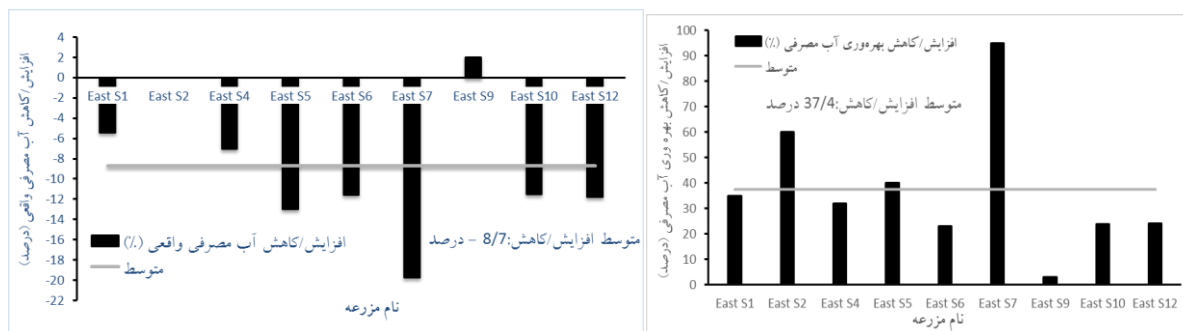 افزایش/کاهش آب مصرفی واقعی (درصد)
4
2
0
-2
-4
-6
-8
-10
-12
-14
-16
-18
-20
-22
East S1 East S2 East S4 East S5 East S6 East S7 East S9 East S10 East S12
افزایش/کاهش آب مصرفی واقعی (%)
متوسط
متوسط افزایش/کاهش:8/7 – درصد
نام مزرعه
افزایش/کاهش بهره وری آب مصرفی (درصد)
100
90
80
70
60
50
40
30
20
10
0
افزایش/کاهش بهره‌وری آب مصرفی (%)
متوسط
متوسط افزایش/کاهش:37/4 درصد
East S1 East S2 East S4 East S5 East S6 East S7 East S9 East S10 East S12
نام مزرعه